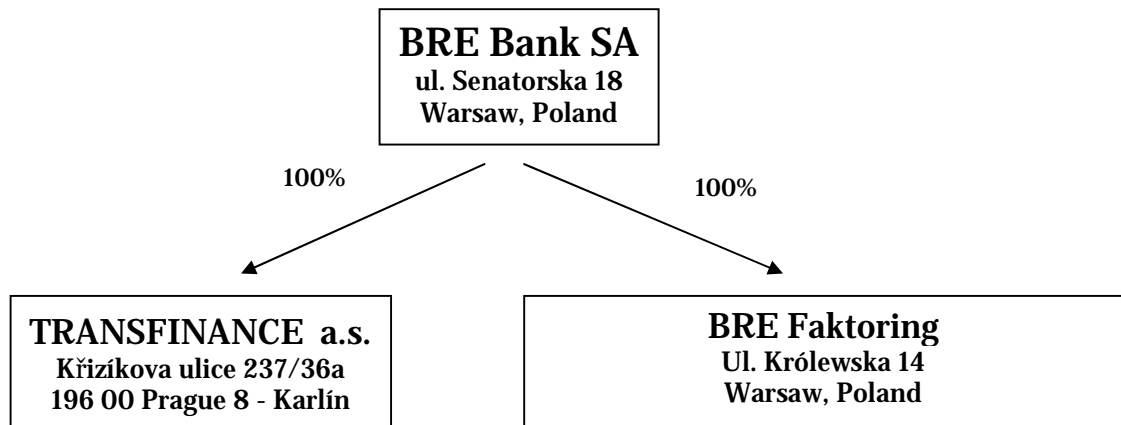 BRE Bank SA
ul. Senatorska 18
Warsaw, Poland
100%
100%
TRANSFINANCE a.s.
Křizíkova ulice 237/36a
196 00 Prague 8 - Karlín
BRE Faktoring
Ul. Królewska 14
Warsaw, Poland